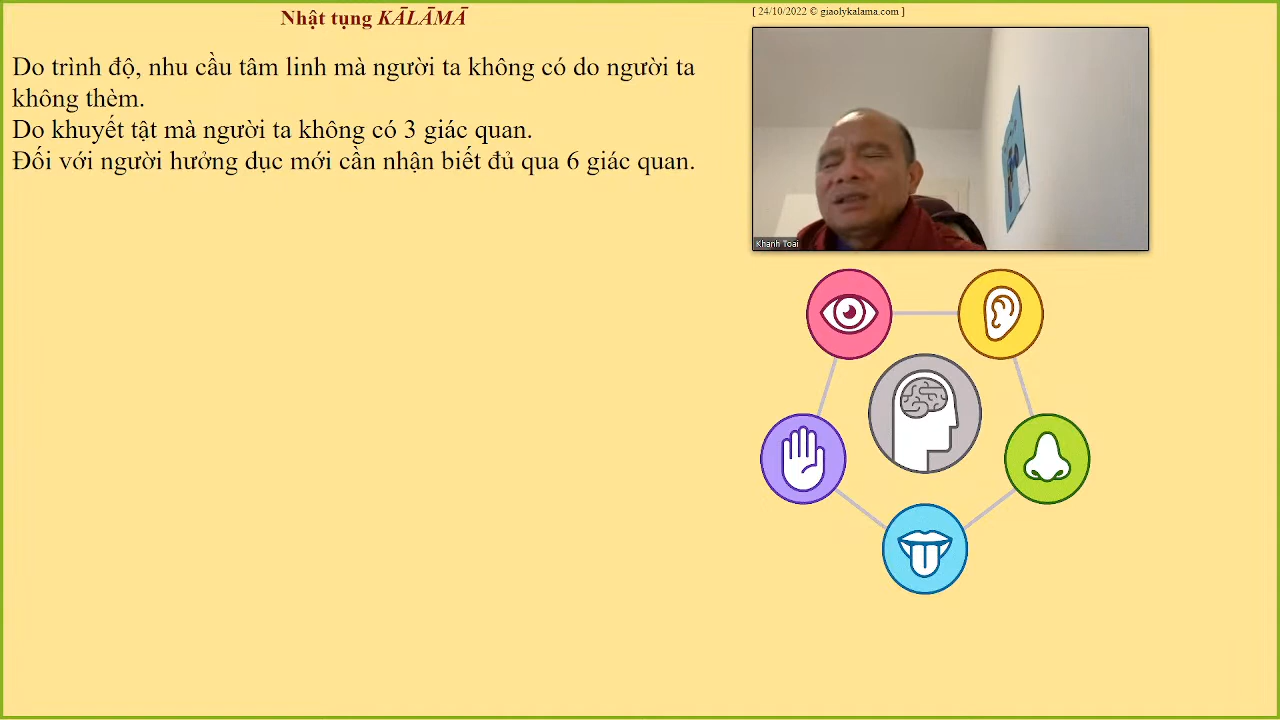 Nhật tụng KĀLĀMĀ
[ 24/10/2022 © giaolykalama.com ]
Do trình độ, nhu cầu tâm linh mà người ta không có do người ta
không thèm.
Do khuyết tật mà người ta không có 3 giác quan.
Đối với người hưởng dục mới cần nhận biết đủ qua 6 giác quan.
Khanh Toai